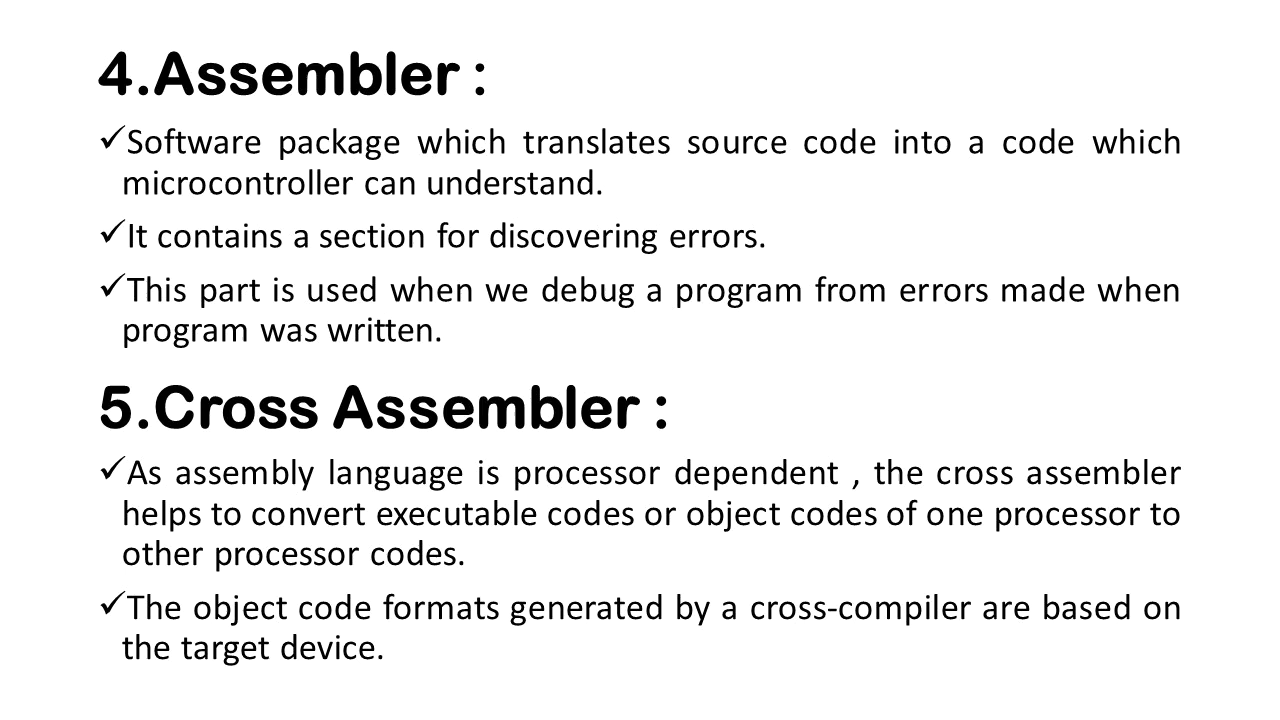 4.Assembler :
✓Software package which translates source code into a code which
microcontroller can understand.
✓It contains a section for discovering errors.
✓This part is used when we debug a program from errors made when
program was written.
5.Cross Assembler :
✓As assembly language is processor dependent , the cross assembler
helps to convert executable codes or object codes of one processor to
other processor codes.
✓The object code formats generated by a cross-compiler are based on
the target device.